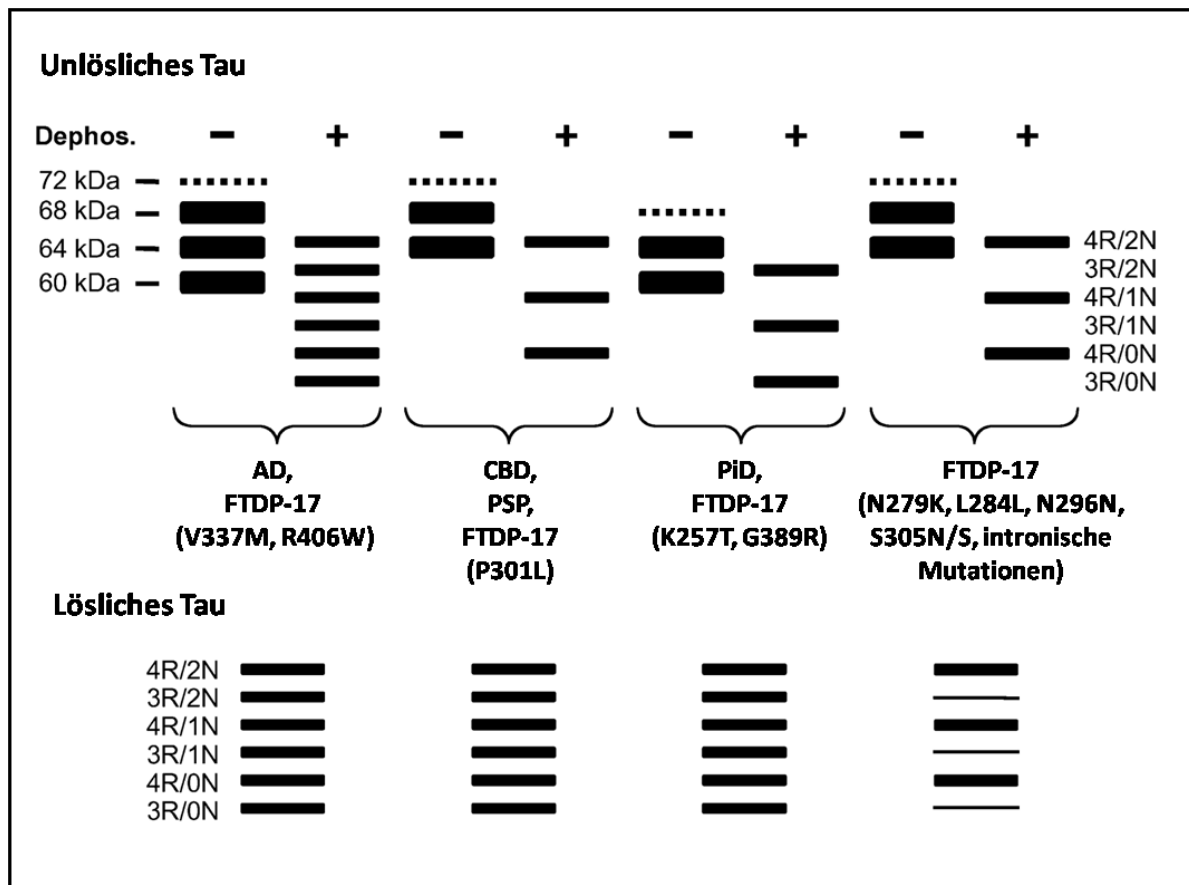 Unlösliches Tau
Dephos. − + − + − + − +
72 kDa
68 kDa
64 kDa
60 kDa
4R/2N
3R/2N
4R/1N
3R/1N
4R/0N
3R/0N
AD,
FTDP-17
(V337M, R406W)
CBD,
PSP,
FTDP-17
(P301L)
PiD,
FTDP-17
(K257T, G389R)
FTDP-17
(N279K, L284L, N296N,
S305N/S, intronische
Mutationen)
Lösliches Tau
4R/2N
3R/2N
4R/1N
3R/1N
4R/0N
3R/0N